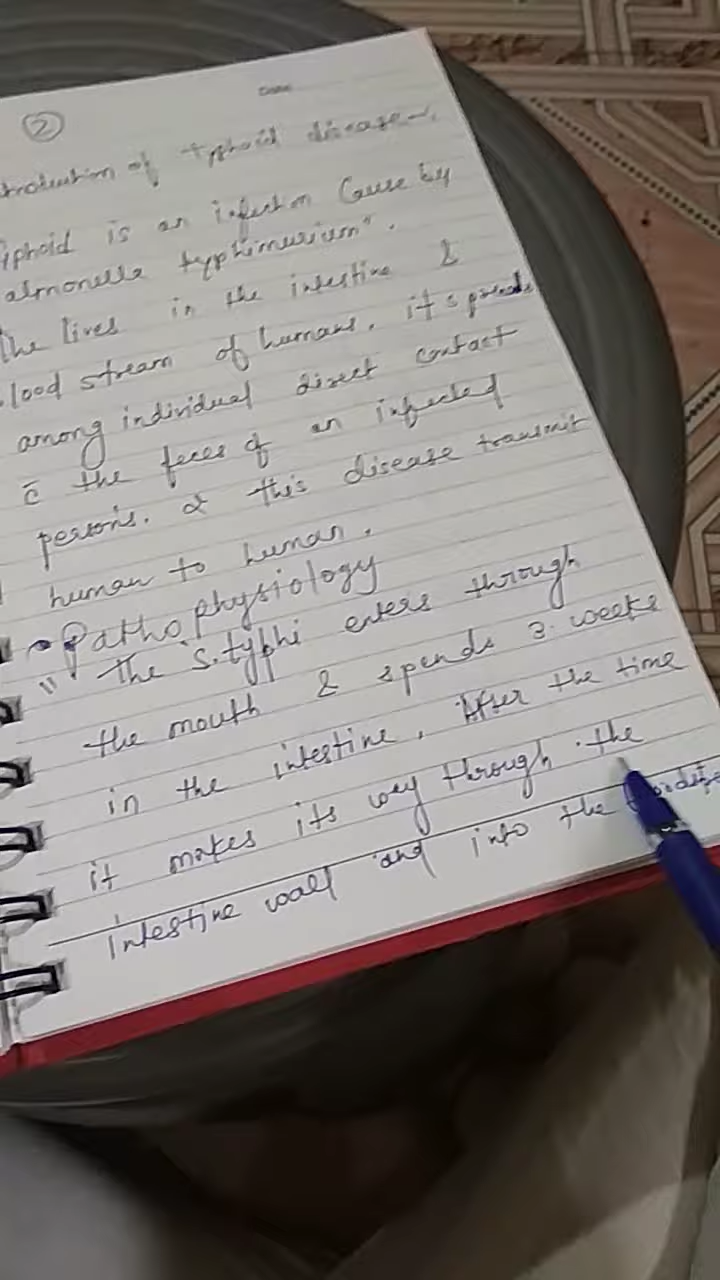 Date
②
troduction of typhoid disease.
yphoid is an infection Cause by
almonella typhimurium".
The lives in the intestine &
lood stream of humans. it spreads
among individual direct contact
c̄ the feces of an infected
persons. & this disease transmit
human to human.
Pathophysiology
" The S.typhi enters through
the mouth & spends 3 weeks
in the intestine. After the time
it makes its way through the
intestine wall and into the